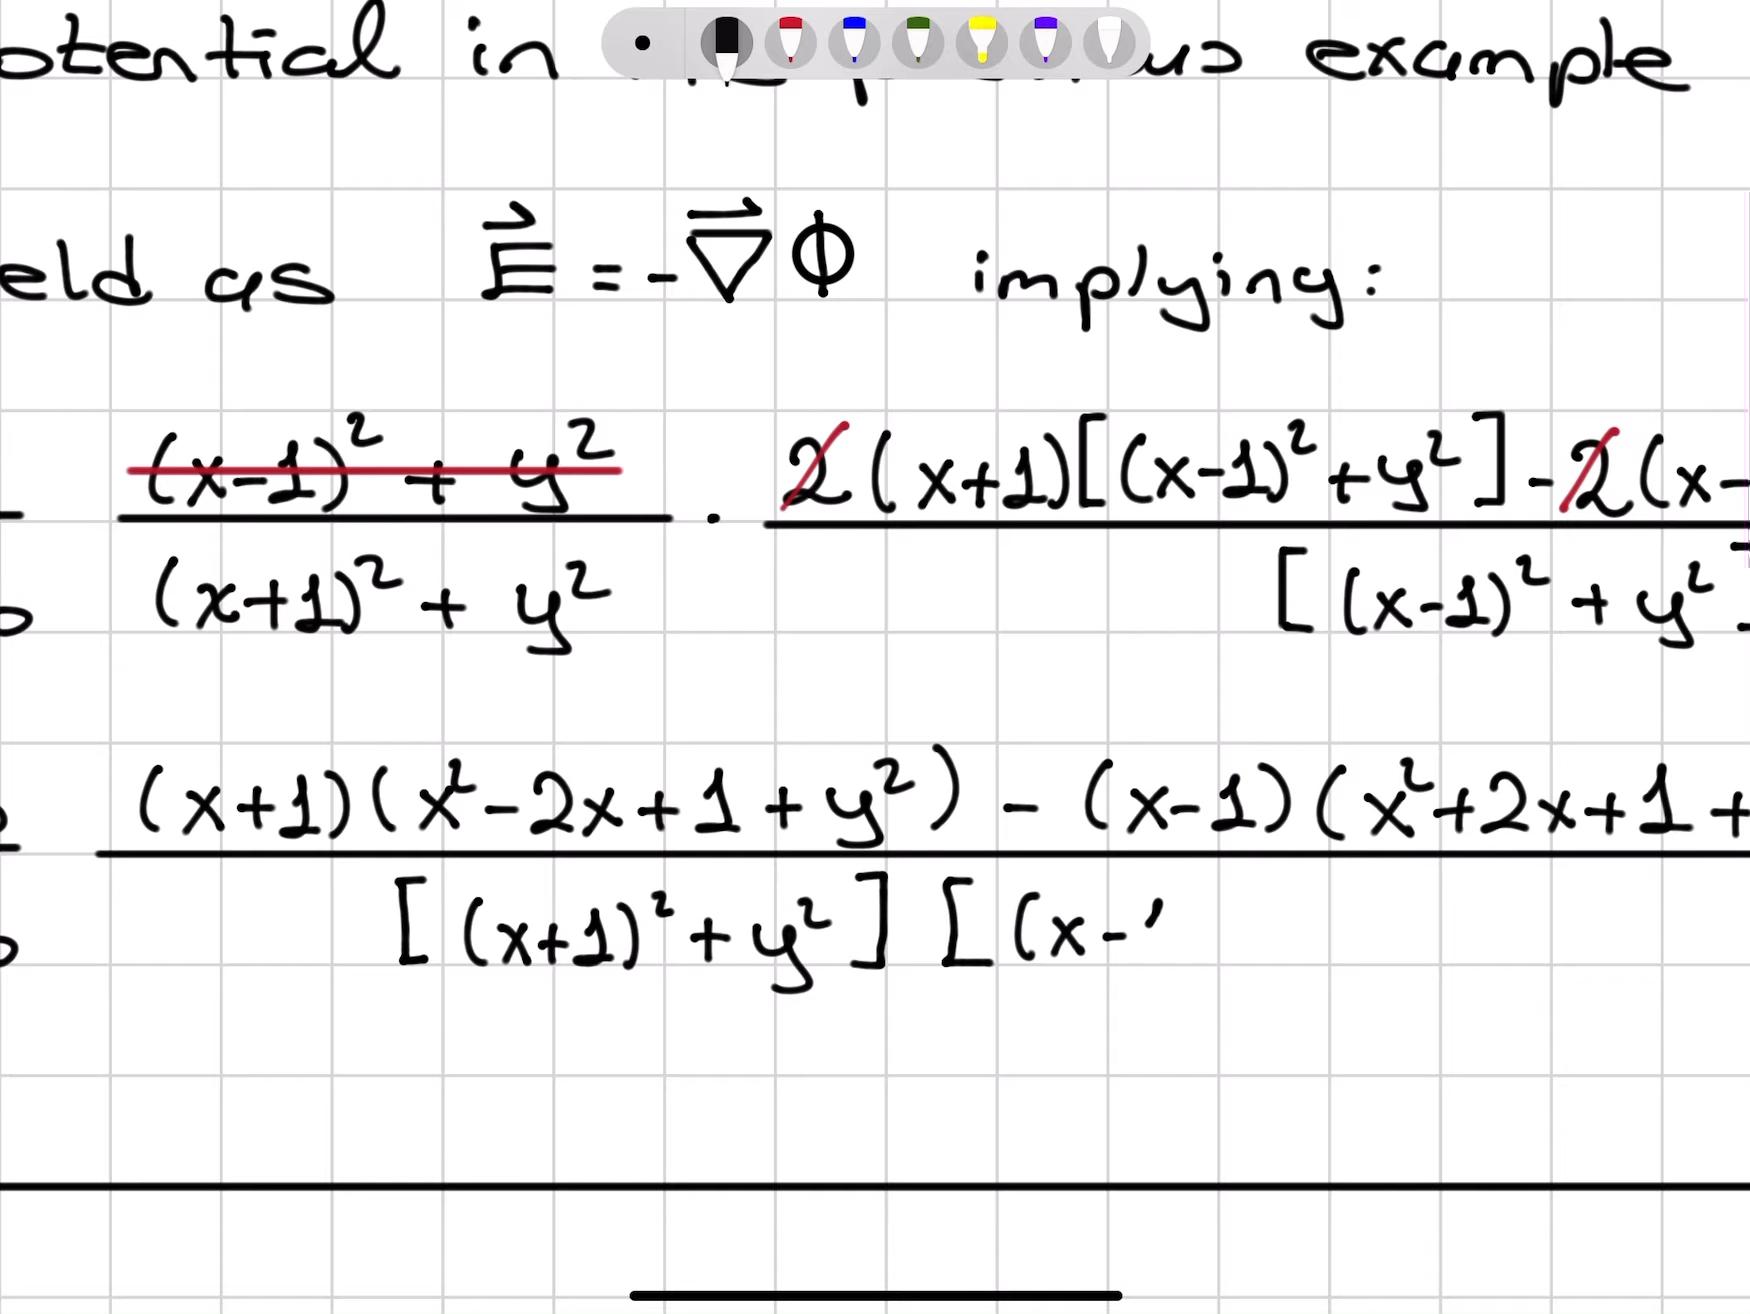 otential in example
eld as E⃗ = -∇⃗Φ implying:
(x-1)² + y² / (x+1)² + y² · 2(x+1)[(x-1)²+y²] - 2(x- / [(x-1)² + y²]
(x+1)(x²-2x+1+y²) - (x-1)(x²+2x+1+ / [(x+1)²+y²] [(x-